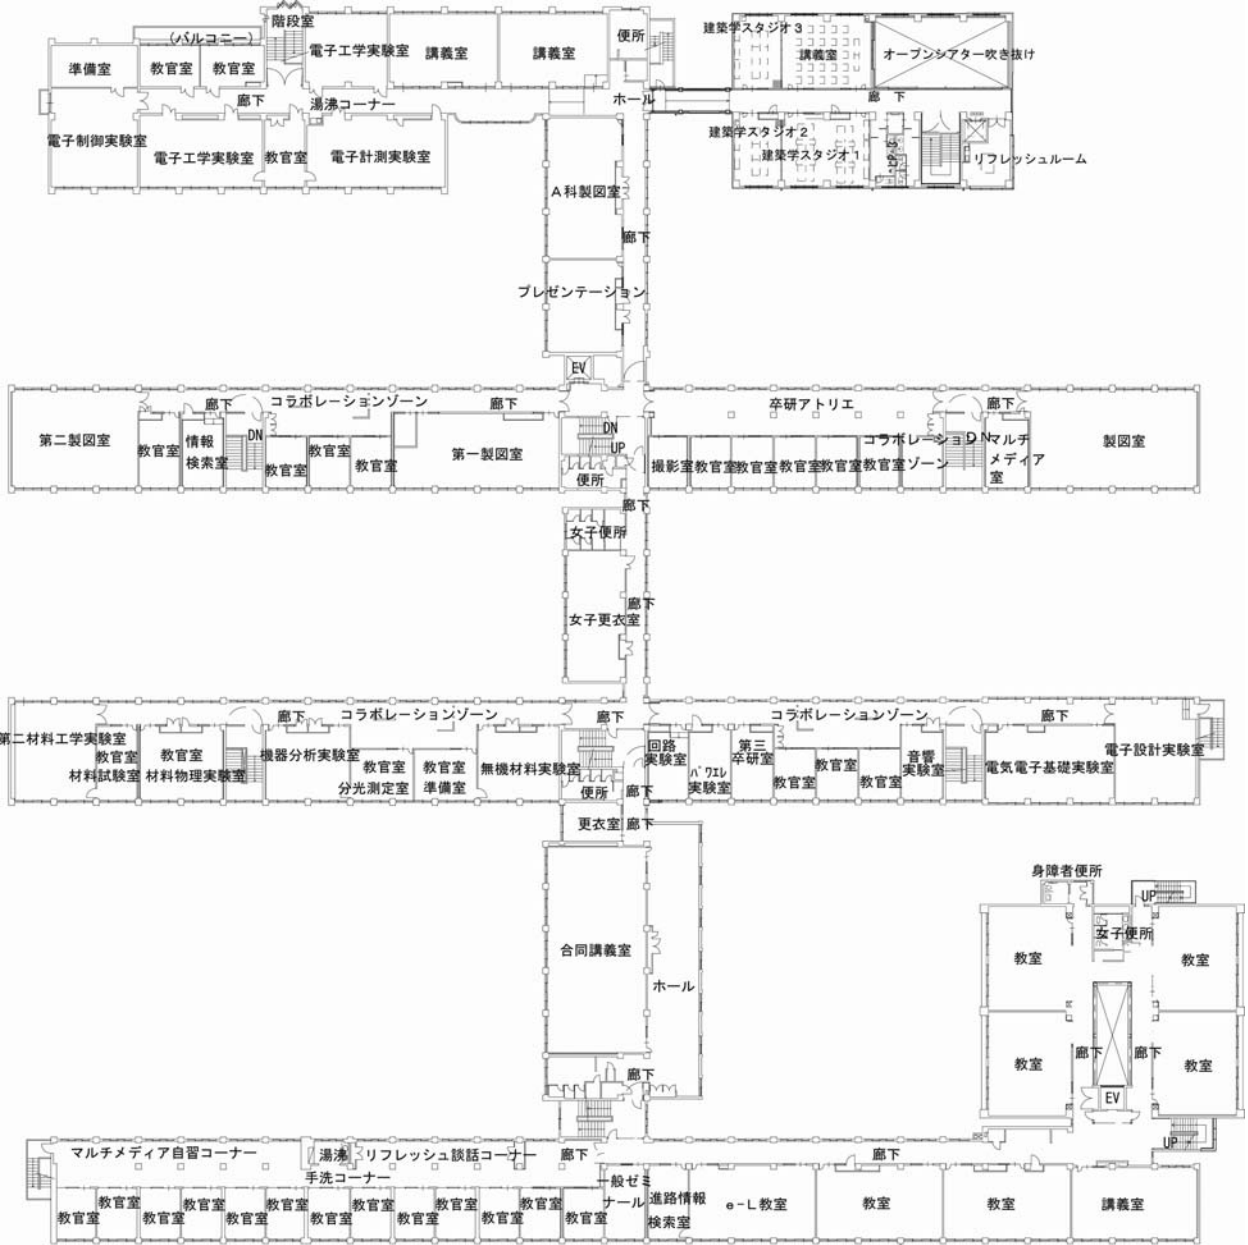 階段室
(バルコニー)
電子工学実験室
講義室
講義室
便所
準備室
教官室
教官室
廊下
湯沸コーナー
ホール
電子制御実験室
電子工学実験室
教官室
電子計測実験室
建築学スタジオ3
講義室
オープンシアター吹き抜け
廊下
建築学スタジオ2
建築学スタジオ1
リフレッシュルーム
A科製図室
廊下
プレゼンテーション
EV
第二製図室
廊下
コラボレーションゾーン
廊下
教官室
情報
検索室
DN
教官室
教官室
教官室
第一製図室
DN
UP
便所
卒研アトリエ
廊下
撮影室
教官室
教官室
教官室
教官室
教官室
コラボレーション
ゾーン
DN
マルチ
メディア
室
製図室
廊下
女子便所
廊下
女子更衣室
廊下
コラボレーションゾーン
廊下
コラボレーションゾーン
廊下
第二材料工学実験室
教官室
材料試験室
教官室
材料物理実験室
機器分析実験室
教官室
分光測定室
教官室
準備室
無機材料実験室
便所
廊下
回路
実験室
パワエレ
実験室
第三
卒研室
教官室
教官室
教官室
音響
実験室
電気電子基礎実験室
電子設計実験室
更衣室
廊下
合同講義室
ホール
廊下
身障者便所
UP
女子便所
教室
教室
教室
廊下
廊下
教室
EV
UP
マルチメディア自習コーナー
湯沸
リフレッシュ談話コーナー
手洗コーナー
廊下
廊下
教官室
教官室
教官室
教官室
教官室
教官室
教官室
教官室
教官室
教官室
教官室
教官室
教官室
一般ゼミ
ナール
進路情報
検索室
e-L教室
教室
教室
講義室